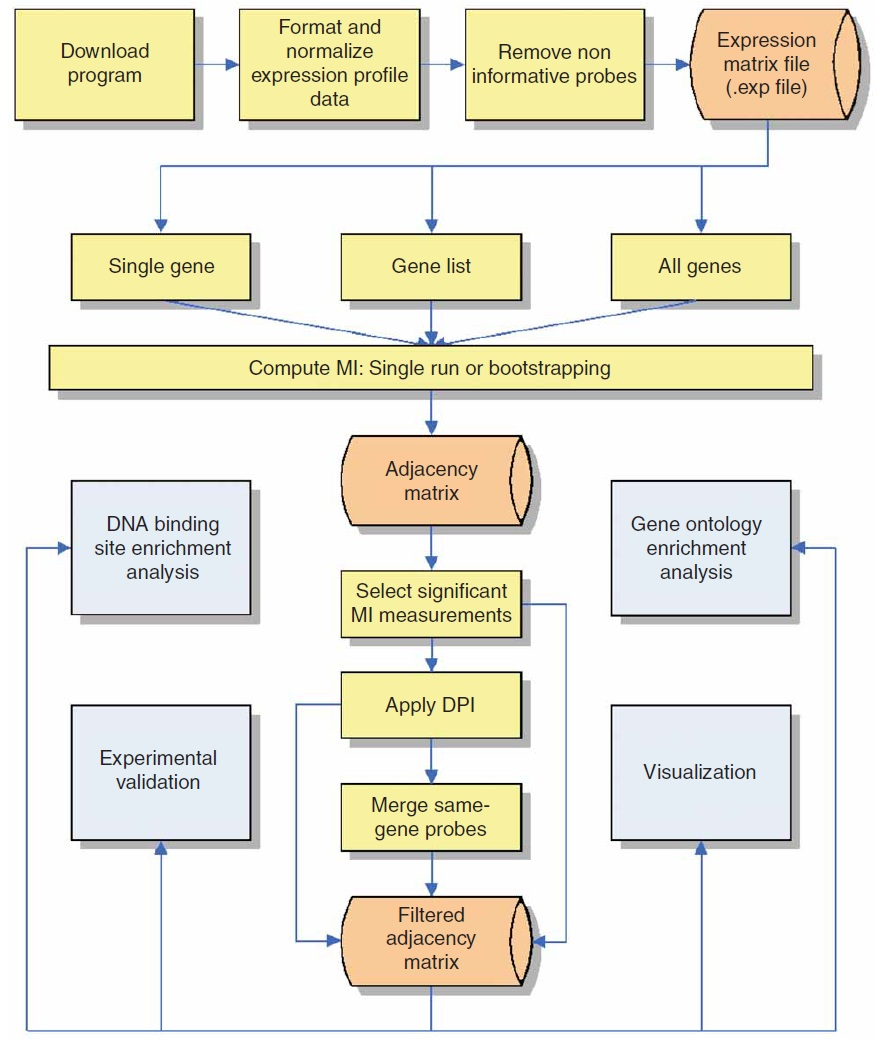 Download
program
Format and
normalize
expression profile
data
Remove non
informative probes
Expression
matrix file
(.exp file)
Single gene
Gene list
All genes
Compute MI: Single run or bootstrapping
Adjacency
matrix
DNA binding
site enrichment
analysis
Gene ontology
enrichment
analysis
Select significant
MI measurements
Apply DPI
Experimental
validation
Visualization
Merge same-
gene probes
Filtered
adjacency
matrix